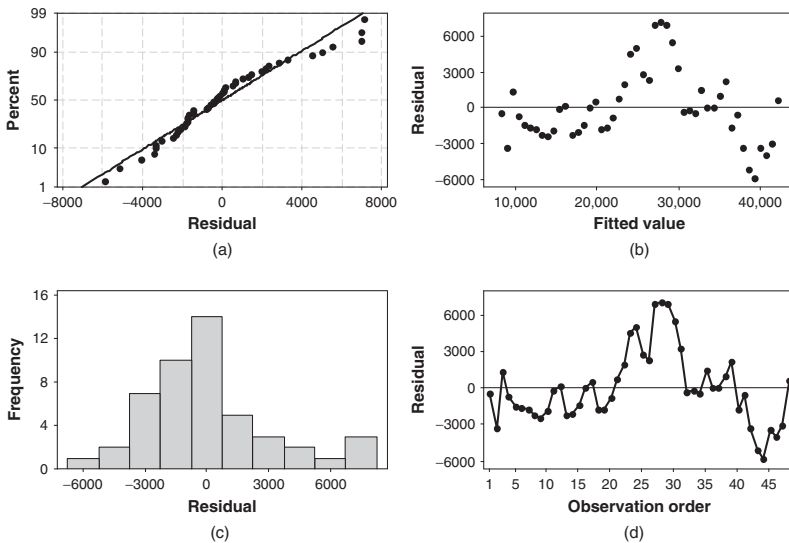 99
90
50
10
1
Percent
−8000 −4000 0 4000 8000
Residual
(a)
6000
3000
0
−3000
−6000
Residual
10,000 20,000 30,000 40,000
Fitted value
(b)
16
12
8
4
0
Frequency
−6000 −3000 0 3000 6000
Residual
(c)
6000
3000
0
−3000
−6000
Residual
1 5 10 15 20 25 30 35 40 45
Observation order
(d)